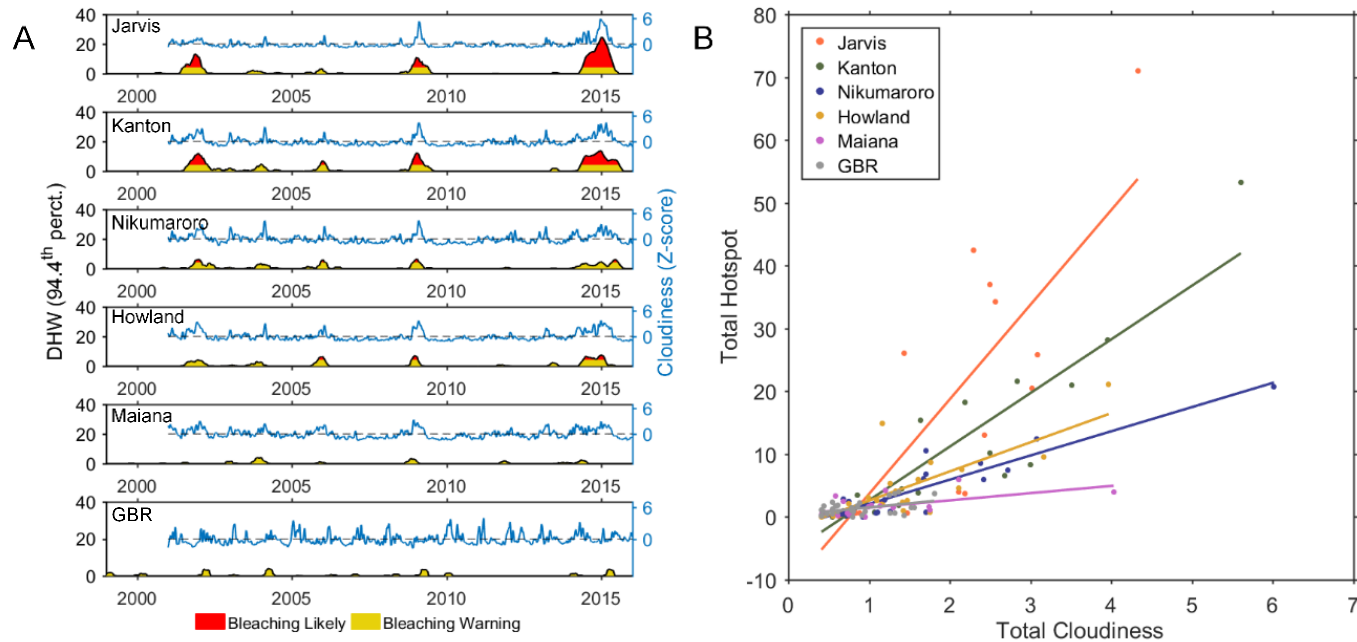 A
DHW (94.4th perct.)
Cloudiness (Z-score)
Jarvis
40
20
0
6
0
2000 2005 2010 2015
Kanton
40
20
0
6
0
2000 2005 2010 2015
Nikumaroro
40
20
0
6
0
2000 2005 2010 2015
Howland
40
20
0
6
0
2000 2005 2010 2015
Maiana
40
20
0
6
0
2000 2005 2010 2015
GBR
40
20
0
6
0
2000 2005 2010 2015
Bleaching Likely Bleaching Warning
B
Total Hotspot
80
70
60
50
40
30
20
10
0
-10
Jarvis
Kanton
Nikumaroro
Howland
Maiana
GBR
0 1 2 3 4 5 6 7
Total Cloudiness